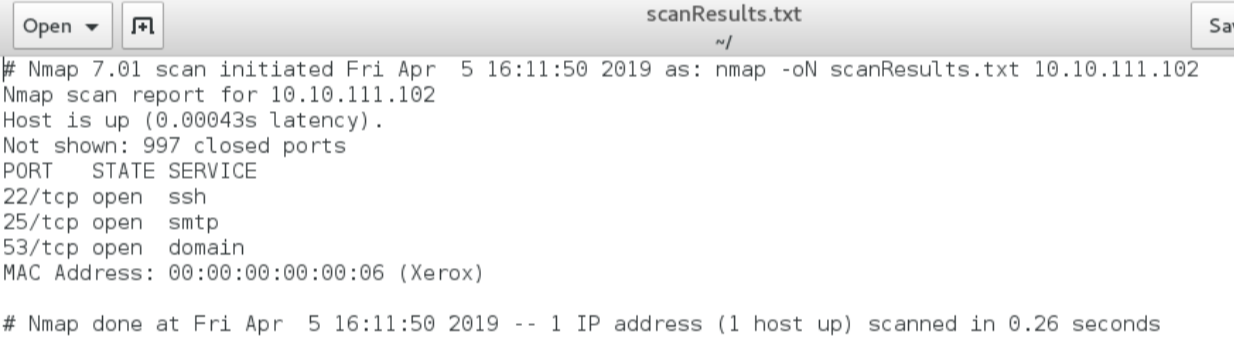 Open
scanResults.txt
~/
Sa
# Nmap 7.01 scan initiated Fri Apr  5 16:11:50 2019 as: nmap -oN scanResults.txt 10.10.111.102
Nmap scan report for 10.10.111.102
Host is up (0.00043s latency).
Not shown: 997 closed ports
PORT   STATE SERVICE
22/tcp open  ssh
25/tcp open  smtp
53/tcp open  domain
MAC Address: 00:00:00:00:00:06 (Xerox)
# Nmap done at Fri Apr  5 16:11:50 2019 -- 1 IP address (1 host up) scanned in 0.26 seconds